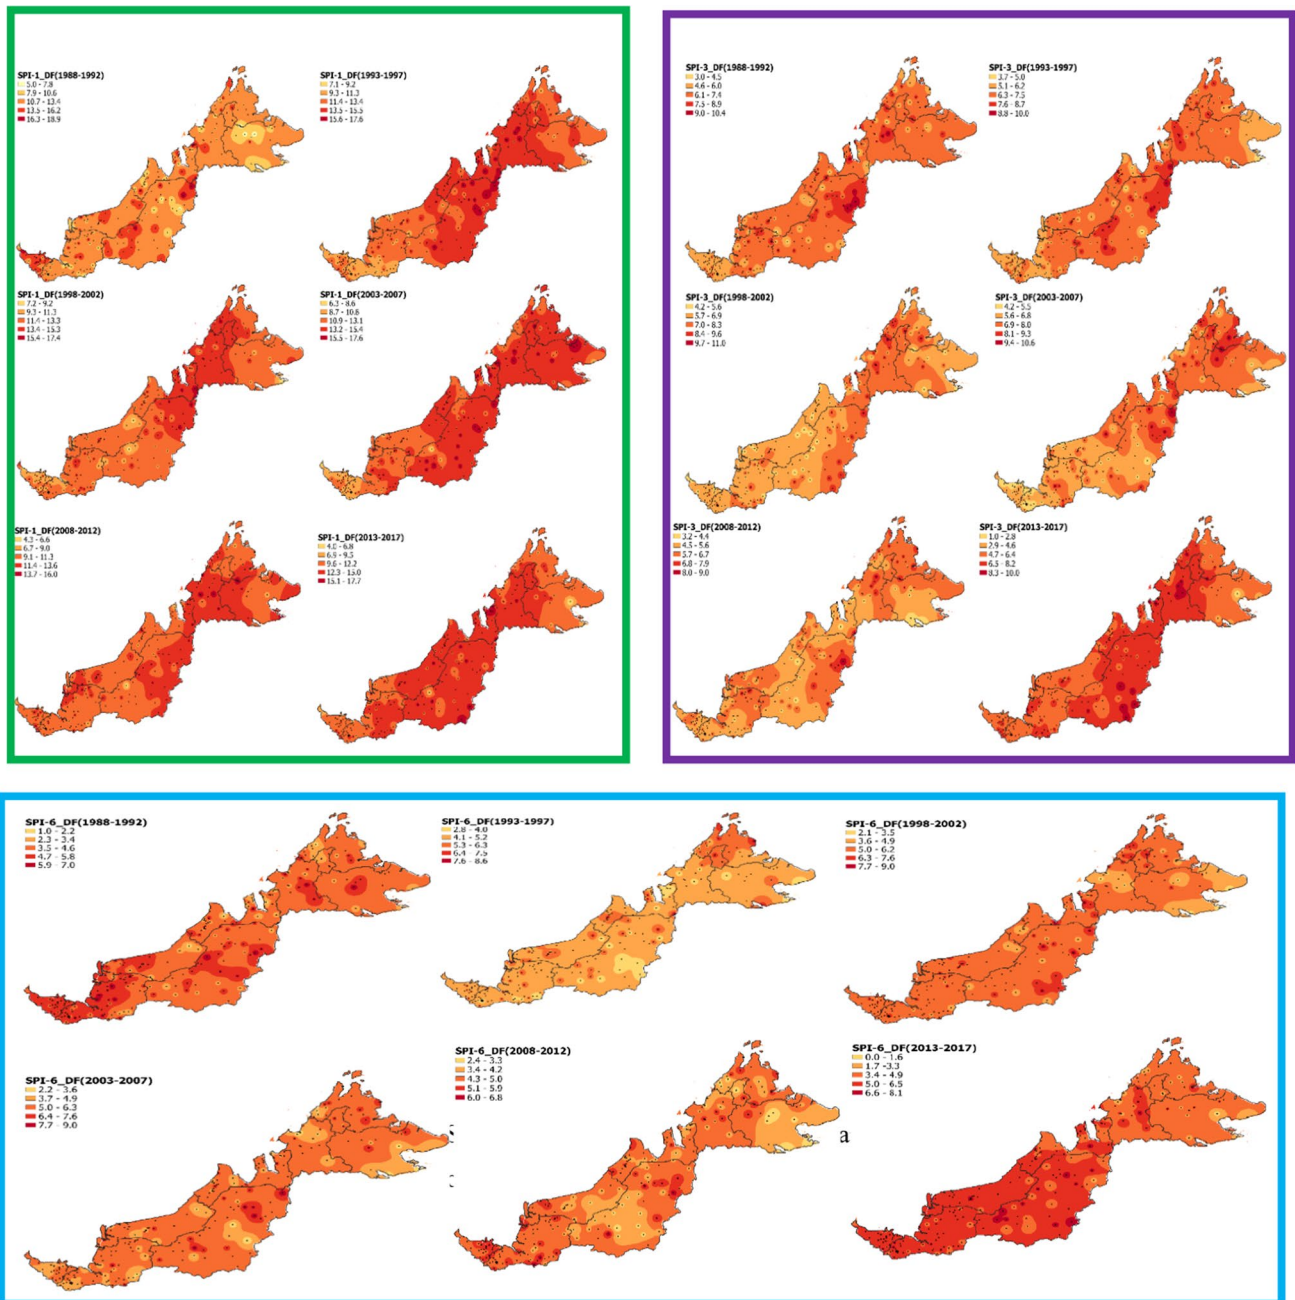 SPI-1_DF(1988-1992)
5.0 - 7.8
7.9 - 10.6
10.7 - 13.4
13.5 - 16.2
16.3 - 18.9
SPI-1_DF(1993-1997)
7.1 - 9.2
9.3 - 11.3
11.4 - 13.4
13.5 - 15.5
15.6 - 17.6
SPI-1_DF(1998-2002)
7.2 - 9.2
9.3 - 11.3
11.4 - 13.3
13.4 - 15.3
15.4 - 17.4
SPI-1_DF(2003-2007)
6.3 - 8.6
8.7 - 10.8
10.9 - 13.1
13.2 - 15.4
15.5 - 17.6
SPI-1_DF(2008-2012)
4.3 - 6.6
6.7 - 9.0
9.1 - 11.3
11.4 - 13.6
13.7 - 16.0
SPI-1_DF(2013-2017)
4.0 - 6.8
6.9 - 9.5
9.6 - 12.2
12.3 - 15.0
15.1 - 17.7
SPI-3_DF(1988-1992)
3.0 - 4.5
4.6 - 6.0
6.1 - 7.4
7.5 - 8.9
9.0 - 10.4
SPI-3_DF(1993-1997)
3.7 - 5.0
5.1 - 6.2
6.3 - 7.5
7.6 - 8.7
8.8 - 10.0
SPI-3_DF(1998-2002)
4.2 - 5.6
5.7 - 6.9
7.0 - 8.3
8.4 - 9.6
9.7 - 11.0
SPI-3_DF(2003-2007)
4.2 - 5.5
5.6 - 6.8
6.9 - 8.0
8.1 - 9.3
9.4 - 10.6
SPI-3_DF(2008-2012)
3.2 - 4.4
4.5 - 5.6
5.7 - 6.7
6.8 - 7.9
8.0 - 9.0
SPI-3_DF(2013-2017)
1.0 - 2.8
2.9 - 4.6
4.7 - 6.4
6.5 - 8.2
8.3 - 10.0
SPI-6_DF(1988-1992)
1.0 - 2.2
2.3 - 3.4
3.5 - 4.6
4.7 - 5.8
5.9 - 7.0
SPI-6_DF(1993-1997)
2.8 - 4.0
4.1 - 5.2
5.3 - 6.3
6.4 - 7.5
7.6 - 8.6
SPI-6_DF(1998-2002)
2.1 - 3.5
3.6 - 4.9
5.0 - 6.2
6.3 - 7.6
7.7 - 9.0
SPI-6_DF(2003-2007)
2.2 - 3.6
3.7 - 4.9
5.0 - 6.3
6.4 - 7.6
7.7 - 9.0
SPI-6_DF(2008-2012)
2.4 - 3.3
3.4 - 4.2
4.3 - 5.0
5.1 - 5.9
6.0 - 6.8
a
SPI-6_DF(2013-2017)
0.0 - 1.6
1.7 -3.3
3.4 - 4.9
5.0 - 6.5
6.6 - 8.1